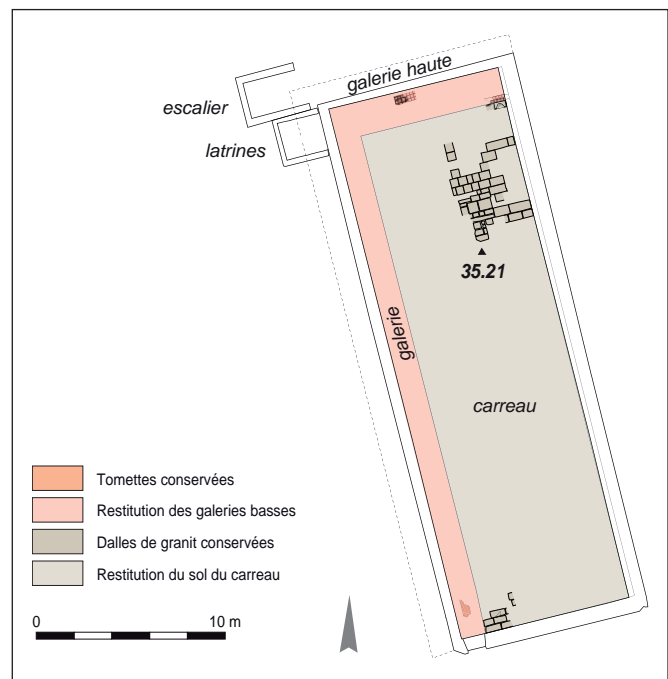 galerie haute
escalier
latrines
35.21
galerie
carreau
Tomettes conservées
Restitution des galeries basses
Dalles de granit conservées
Restitution du sol du carreau
0 10 m